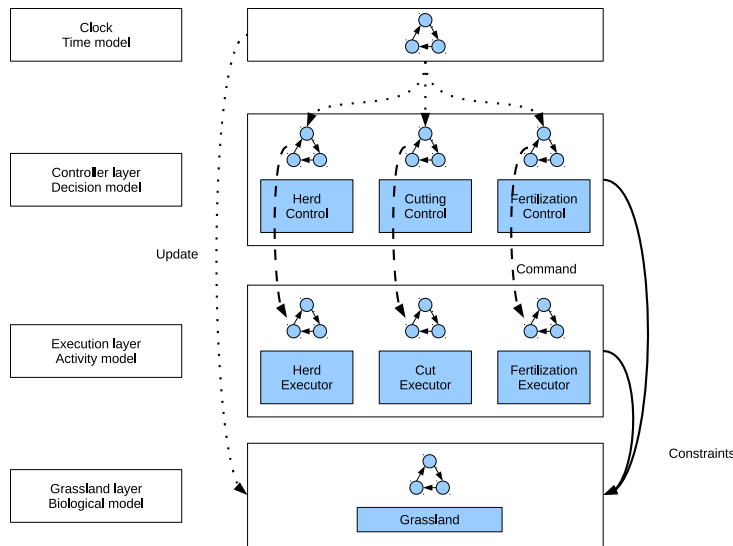 Clock
Time model
Controller layer
Decision model
Herd
Control
Cutting
Control
Fertilization
Control
Update
Command
Execution layer
Activity model
Herd
Executor
Cut
Executor
Fertilization
Executor
Constraints
Grassland layer
Biological model
Grassland